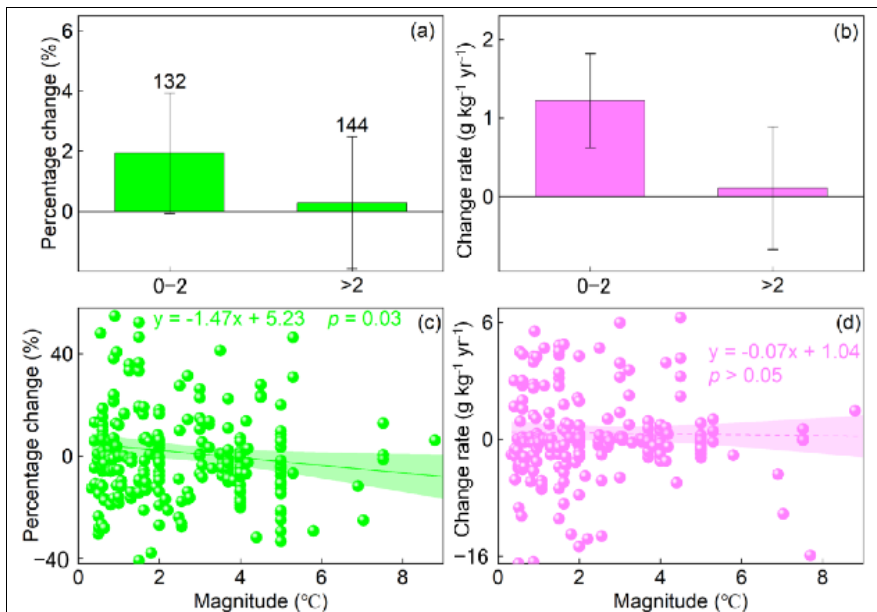 (a)
Percentage change (%)
6
4
2
0
132
144
0−2
>2
(b)
Change rate (g kg⁻¹ yr⁻¹)
2
1
0
0−2
>2
(c)
y = -1.47x + 5.23 p = 0.03
Percentage change (%)
40
0
−40
0
2
4
6
8
Magnitude (℃)
(d)
y = -0.07x + 1.04
p > 0.05
Change rate (g kg⁻¹ yr⁻¹)
6
0
−16
0
2
4
6
8
Magnitude (℃)